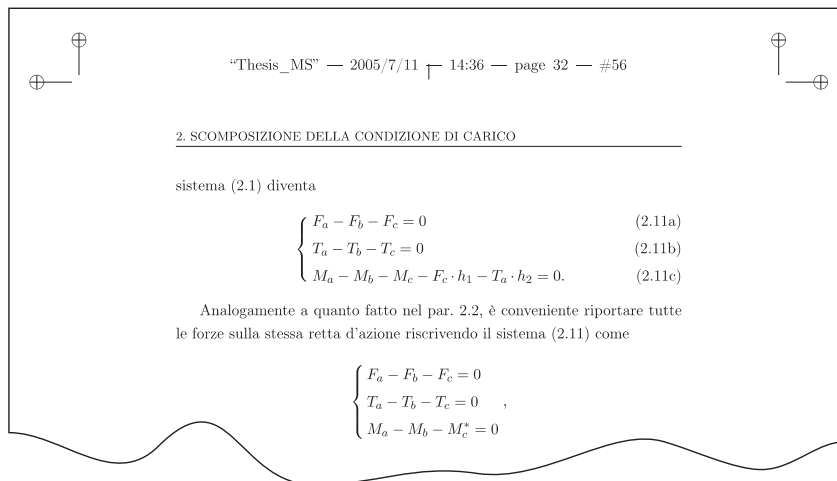 “Thesis_MS” — 2005/7/11 — 14:36 — page 32 — #56
2. SCOMPOSIZIONE DELLA CONDIZIONE DI CARICO
sistema (2.1) diventa
F_a − F_b − F_c = 0 (2.11a)
T_a − T_b − T_c = 0 (2.11b)
M_a − M_b − M_c − F_c · h_1 − T_a · h_2 = 0. (2.11c)
Analogamente a quanto fatto nel par. 2.2, è conveniente riportare tutte
le forze sulla stessa retta d’azione riscrivendo il sistema (2.11) come
F_a − F_b − F_c = 0
T_a − T_b − T_c = 0 ,
M_a − M_b − M_c^* = 0